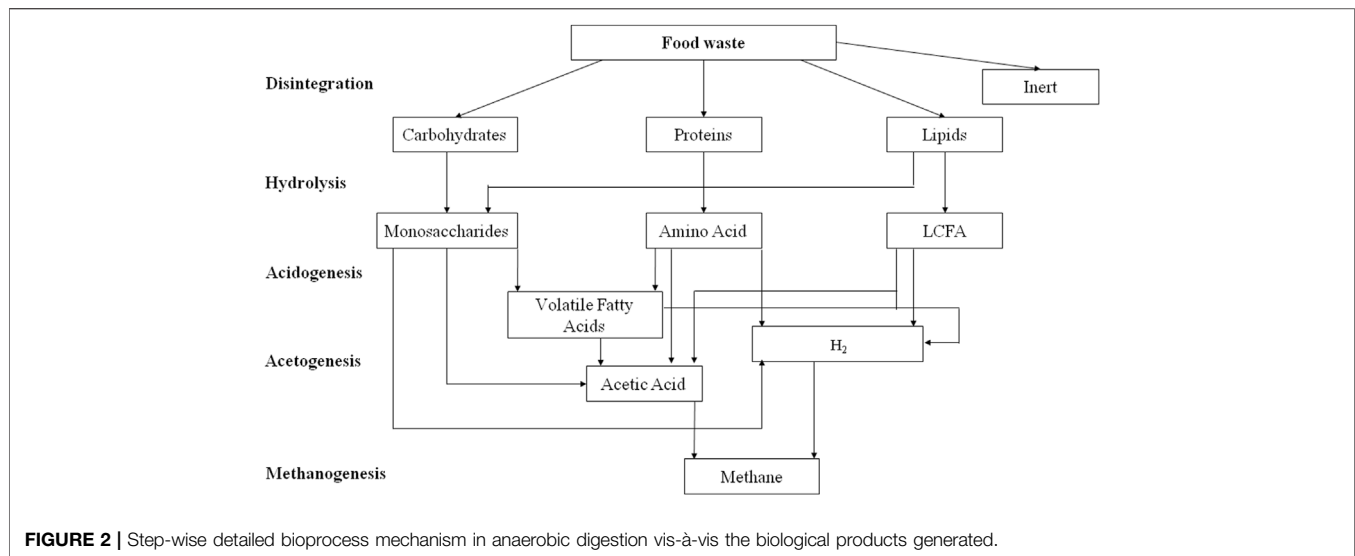 Food waste
Disintegration
Inert
Carbohydrates
Proteins
Lipids
Hydrolysis
Monosaccharides
Amino Acid
LCFA
Acidogenesis
Volatile Fatty
Acids
H₂
Acetogenesis
Acetic Acid
Methanogenesis
Methane
FIGURE 2 | Step-wise detailed bioprocess mechanism in anaerobic digestion vis-à-vis the biological products generated.